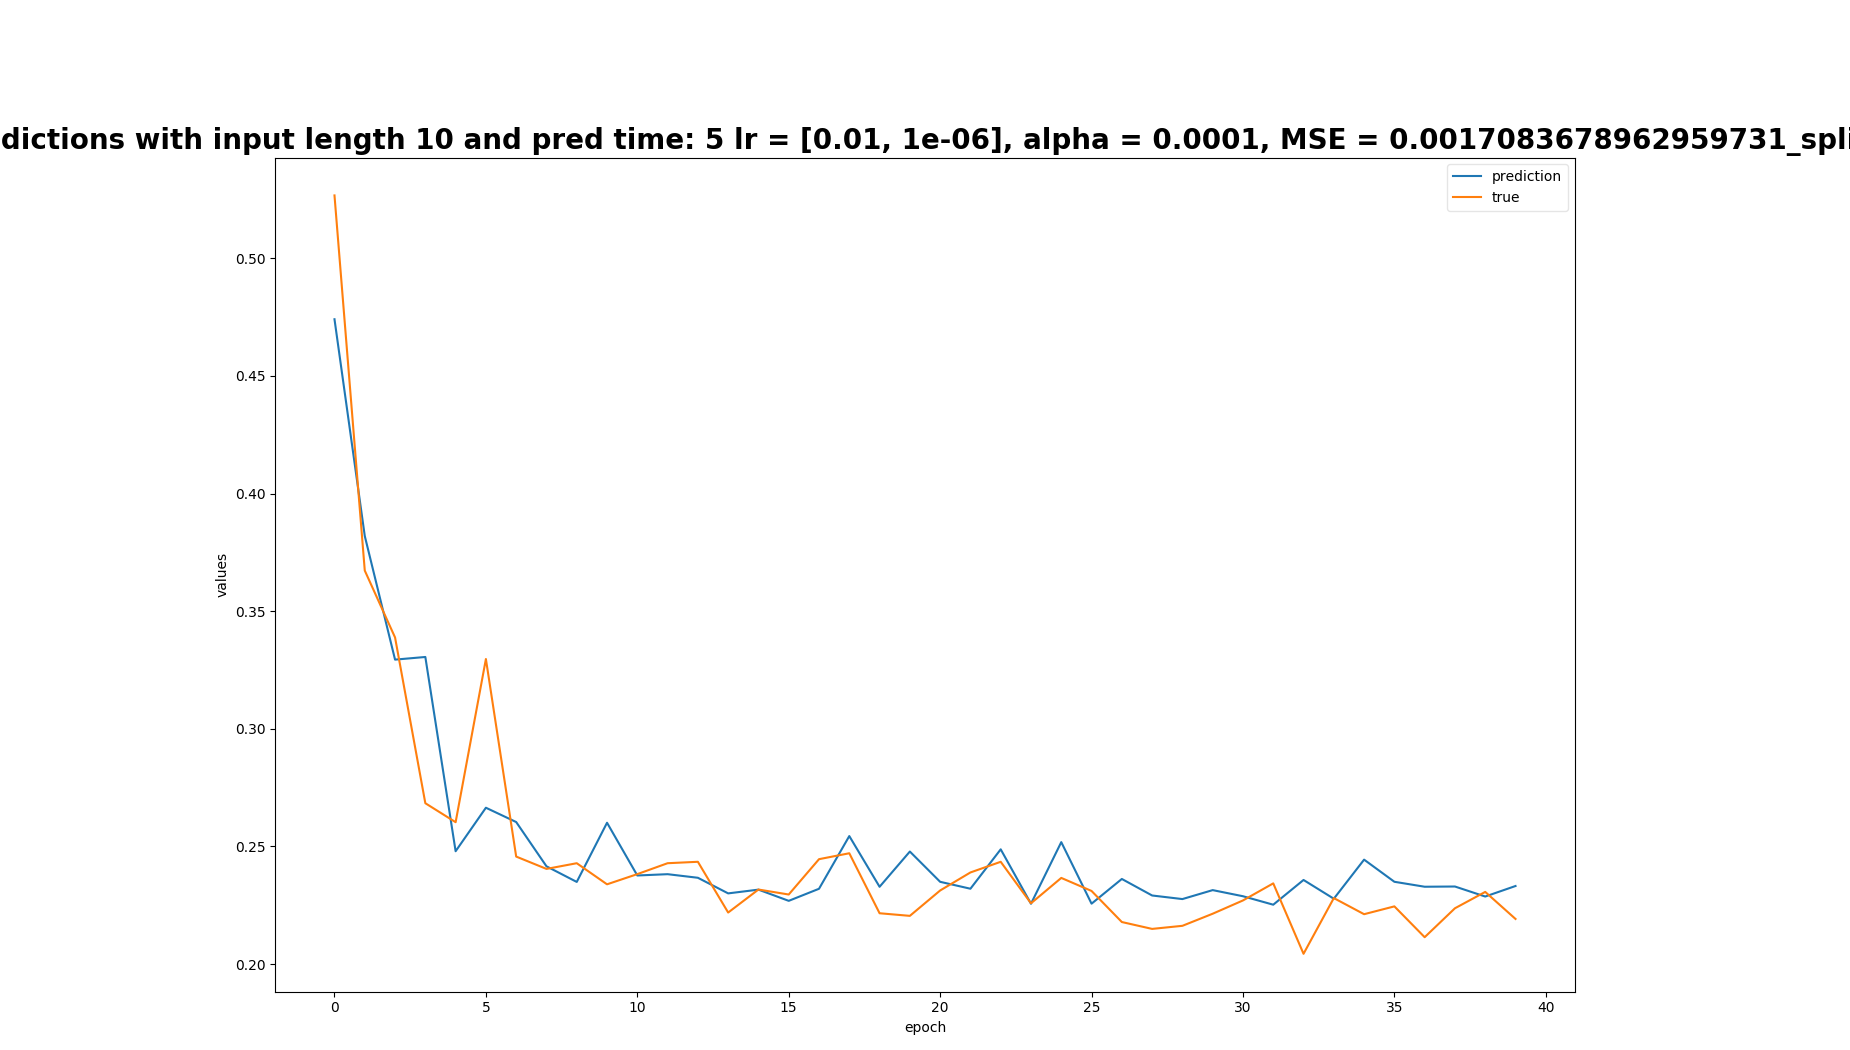 dictions with input length 10 and pred time: 5 lr = [0.01, 1e-06], alpha = 0.0001, MSE = 0.0017083678962959731_spli
prediction
true
0.50
0.45
0.40
0.35
0.30
0.25
0.20
values
0 5 10 15 20 25 30 35 40
epoch